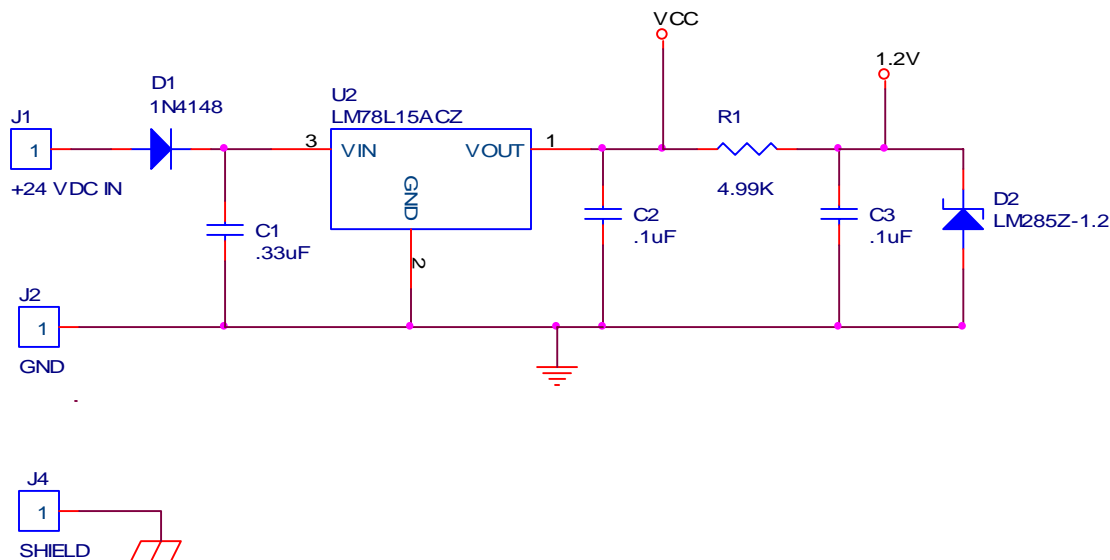 VCC
1.2V
D1
1N4148
U2
LM78L15ACZ
J1
R1
1
3
VIN
VOUT
1
+24 VDC IN
4.99K
GND
C1
.33uF
C2
.1uF
C3
.1uF
D2
LM285Z-1.2
2
J2
1
GND
J4
1
SHIELD